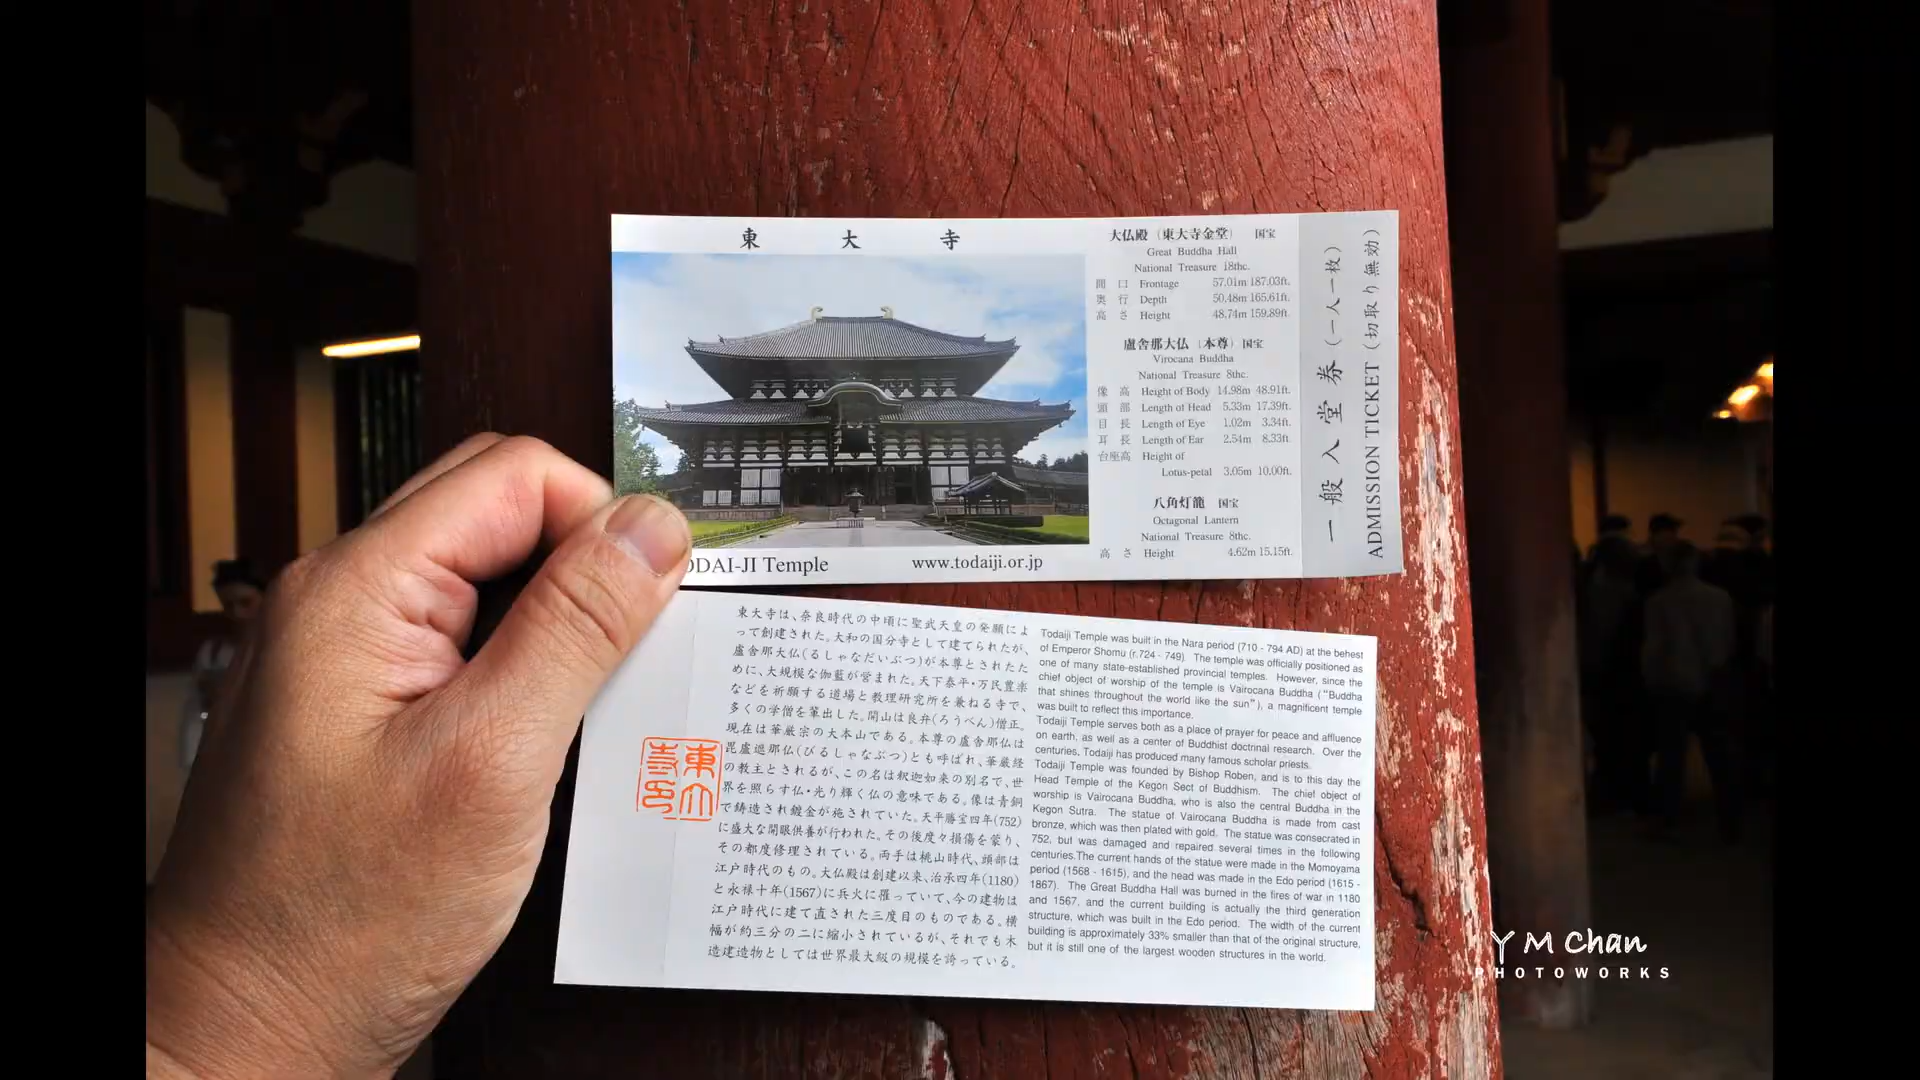 東大寺
ODAI-JI Temple
www.todaiji.or.jp
大仏殿（東大寺金堂） 国宝
Great Buddha Hall
National Treasure 18thc.
間口 Frontage 57.01m 187.03ft.
奥行 Depth 50.48m 165.61ft.
高さ Height 48.74m 159.89ft.
盧舎那大仏（本尊）国宝
Virocana Buddha
National Treasure 8thc.
像高 Height of Body 14.98m 48.91ft.
頭部 Length of Head 5.33m 17.39ft.
目長 Length of Eye 1.02m 3.34ft.
耳長 Length of Ear 2.54m 8.33ft.
台座高 Height of
Lotus-petal 3.05m 10.00ft.
八角灯籠 国宝
Octagonal Lantern
National Treasure 8thc.
高さ Height 4.62m 15.15ft.
一般入堂券（一人一枚）
ADMISSION TICKET（切取り無効）
東大寺は、奈良時代の中頃に聖武天皇の発願によ
って創建された。大和の国分寺として建てられたが、
盧舎那大仏（るしゃなだいぶつ）が本尊とされたた
めに、大規模な伽藍が営まれた。天下泰平・万民豊楽
などを祈願する道場と教理研究所を兼ねる寺で、
多くの学僧を輩出した。開山は良弁（ろうべん）僧正。
現在は華厳宗の大本山である。本尊の盧舎那仏は
毘盧遮那仏（びるしゃなぶつ）とも呼ばれ、華厳経
の教主とされるが、この名は釈迦如来の別名で、世
界を照らす仏・光り輝く仏の意味である。像は青銅
で鋳造され鍍金が施されていた。天平勝宝四年（752）
に盛大な開眼供養が行われた。その後度々損傷を蒙り、
その都度修理されている。両手は桃山時代、頭部は
江戸時代のもの。大仏殿は創建以来、治承四年（1180）
と永禄十年（1567）に兵火に罹っていて、今の建物は
江戸時代に建て直された三度目のものである。横
幅が約三分の二に縮小されているが、それでも木
造建造物としては世界最大級の規模を誇っている。
東大寺印
Todaiji Temple was built in the Nara period (710 - 794 AD) at the behest
of Emperor Shomu (r.724 - 749). The temple was officially positioned as
one of many state-established provincial temples. However, since the
chief object of worship of the temple is Vairocana Buddha ("Buddha
that shines throughout the world like the sun"), a magnificent temple
was built to reflect this importance.
Todaiji Temple serves both as a place of prayer for peace and affluence
on earth, as well as a center of Buddhist doctrinal research. Over the
centuries, Todaiji has produced many famous scholar priests.
Todaiji Temple was founded by Bishop Roben, and is to this day the
Head Temple of the Kegon Sect of Buddhism. The chief object of
worship is Vairocana Buddha, who is also the central Buddha in the
Kegon Sutra. The statue of Vairocana Buddha is made from cast
bronze, which was then plated with gold. The statue was consecrated in
752, but was damaged and repaired several times in the following
centuries.The current hands of the statue were made in the Momoyama
period (1568 - 1615), and the head was made in the Edo period (1615 -
1867). The Great Buddha Hall was burned in the fires of war in 1180
and 1567, and the current building is actually the third generation
structure, which was built in the Edo period. The width of the current
building is approximately 33% smaller than that of the original structure,
but it is still one of the largest wooden structures in the world.
Y M Chan
PHOTOWORKS